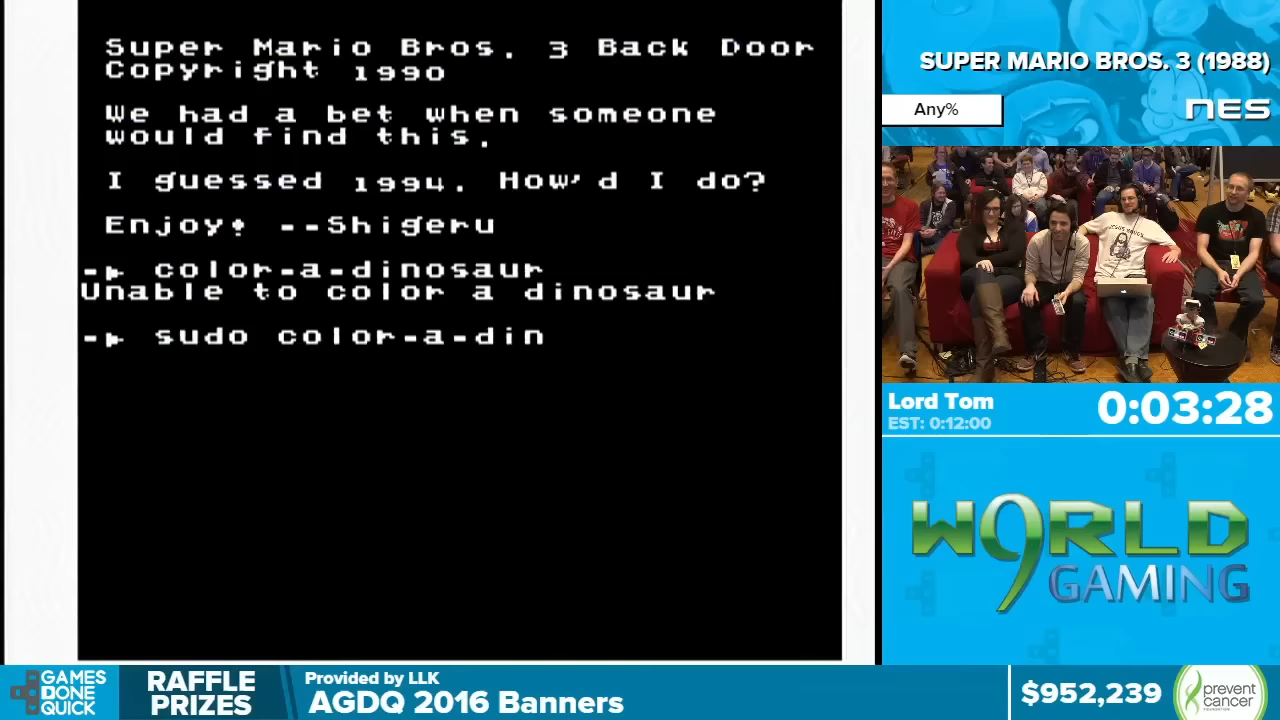 Super Mario Bros. 3 Back Door
Copyright 1990
We had a bet when someone
would find this.
I guessed 1994. How'd I do?
Enjoy! --Shigeru
-► color-a-dinosaur
Unable to color a dinosaur
-► sudo color-a-din
SUPER MARIO BROS. 3 (1988)
Any%
NES
Lord Tom
0:03:28
EST: 0:12:00
W9RLD
GAMING
GAMES
DONE
QUICK
RAFFLE
PRIZES
Provided by LLK
AGDQ 2016 Banners
$952,239
prevent
cancer